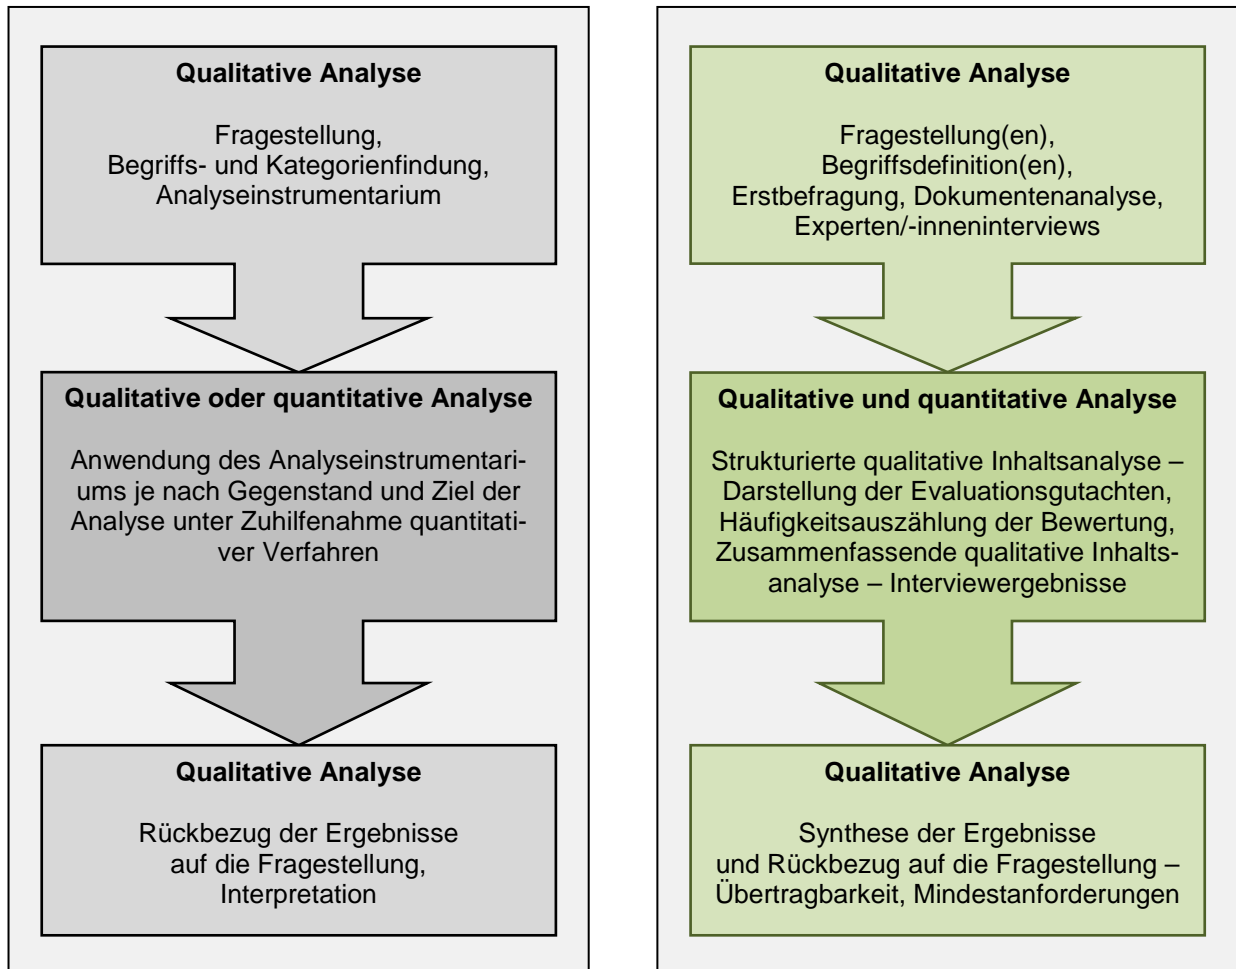 Qualitative Analyse
Fragestellung,
Begriffs- und Kategorienfindung,
Analyseinstrumentarium
Qualitative oder quantitative Analyse
Anwendung des Analyseinstrumentari-
ums je nach Gegenstand und Ziel der
Analyse unter Zuhilfenahme quantitati-
ver Verfahren
Qualitative Analyse
Rückbezug der Ergebnisse
auf die Fragestellung,
Interpretation
Qualitative Analyse
Fragestellung(en),
Begriffsdefinition(en),
Erstbefragung, Dokumentenanalyse,
Experten/-inneninterviews
Qualitative und quantitative Analyse
Strukturierte qualitative Inhaltsanalyse –
Darstellung der Evaluationsgutachten,
Häufigkeitsauszählung der Bewertung,
Zusammenfassende qualitative Inhalts-
analyse – Interviewergebnisse
Qualitative Analyse
Synthese der Ergebnisse
und Rückbezug auf die Fragestellung –
Übertragbarkeit, Mindestanforderungen